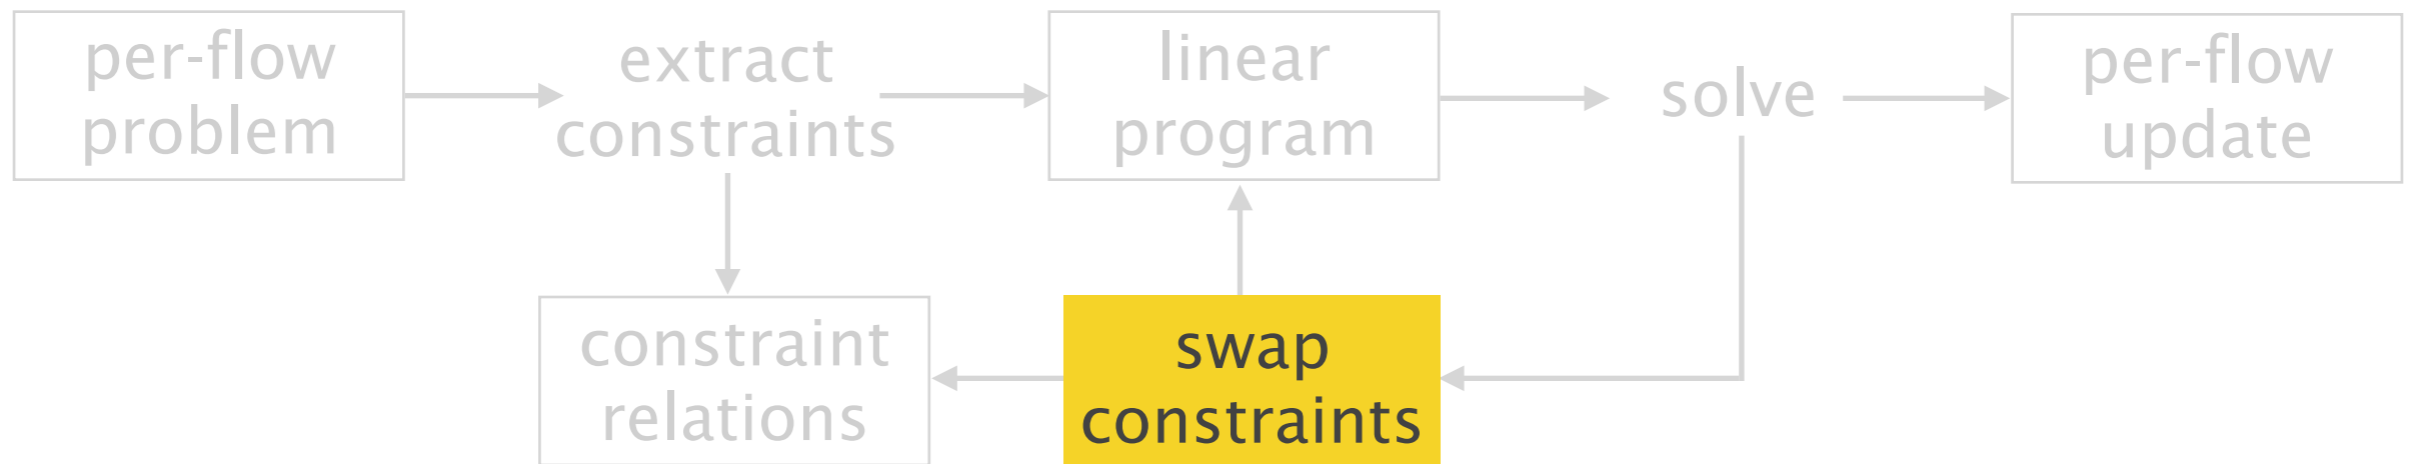 per-flow
problem
extract
constraints
linear
program
solve
per-flow
update
constraint
relations
swap
constraints